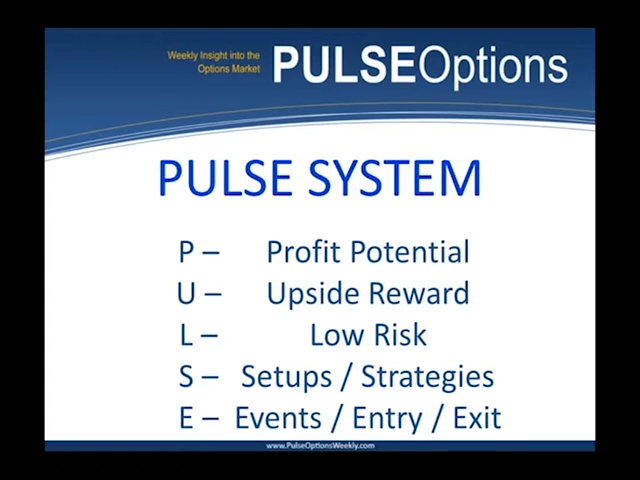 Weekly Insight into the
Options Market
PULSEOptions
PULSE SYSTEM
P – Profit Potential
U – Upside Reward
L – Low Risk
S – Setups / Strategies
E – Events / Entry / Exit
www.PulseOptionsWeekly.com